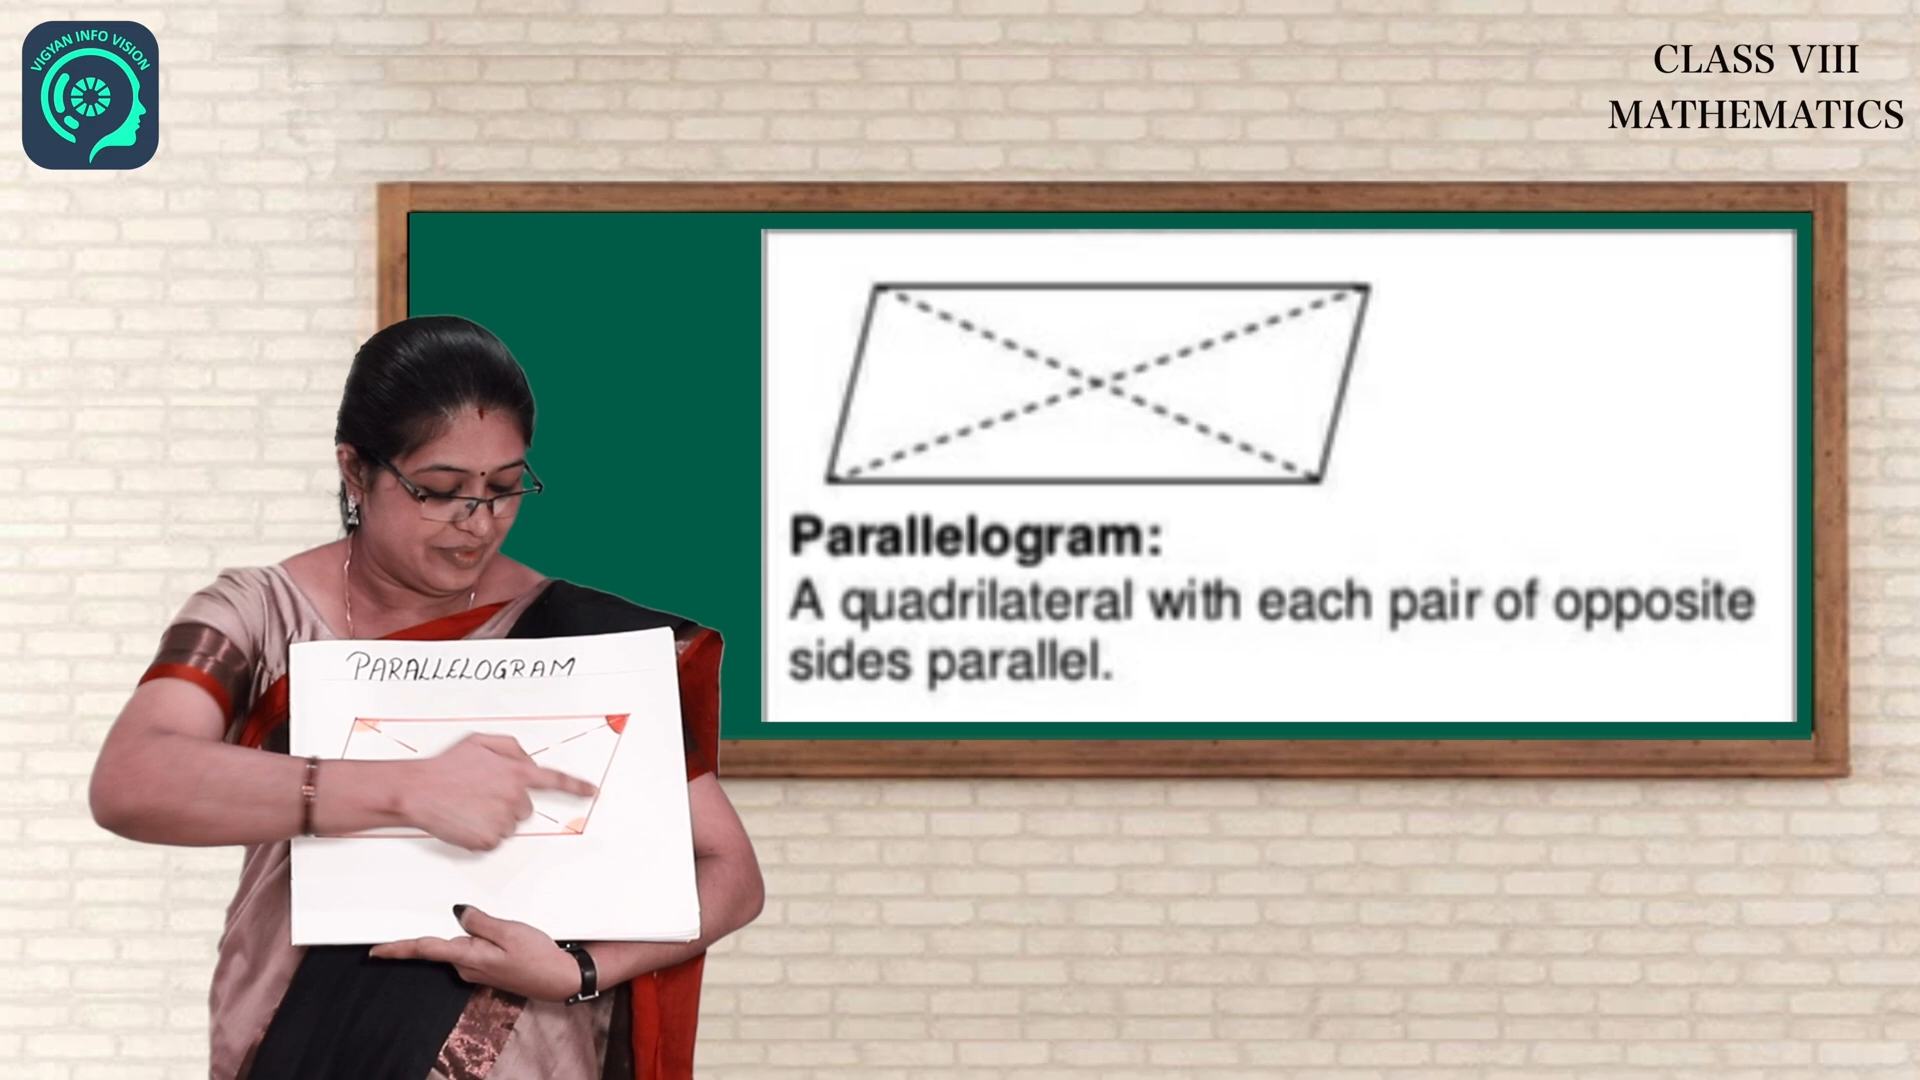 VIGYAN INFO VISION
CLASS VIII
MATHEMATICS
Parallelogram:
A quadrilateral with each pair of opposite
sides parallel.
PARALLELOGRAM